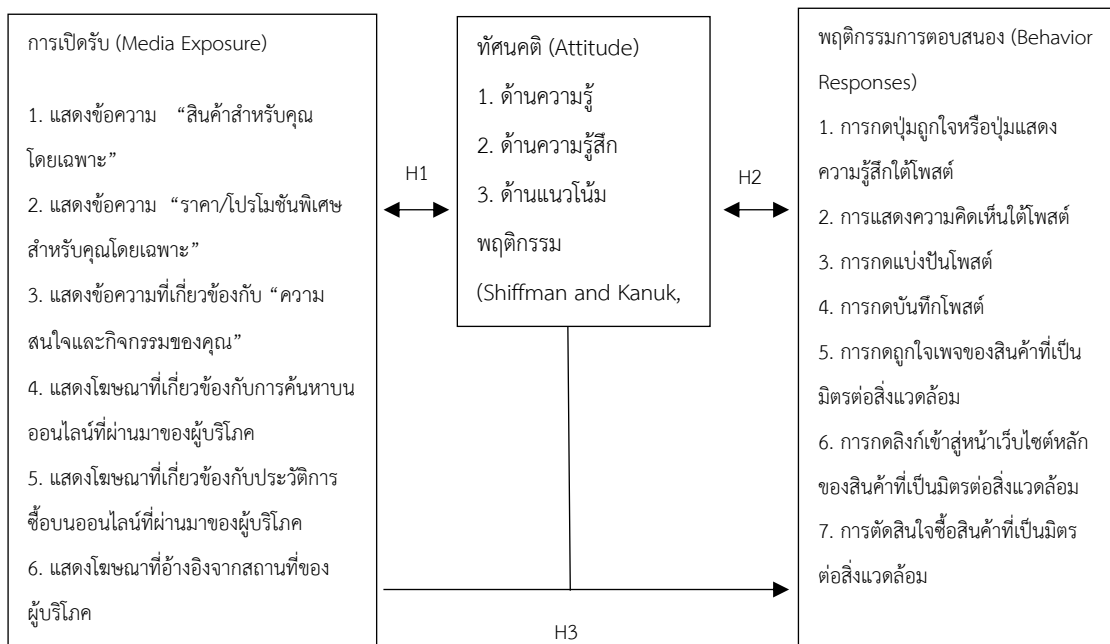 การเปิดรับ (Media Exposure)
1. แสดงข้อความ “สินค้าสำหรับคุณ
โดยเฉพาะ”
2. แสดงข้อความ “ราคา/โปรโมชันพิเศษ
สำหรับคุณโดยเฉพาะ”
3. แสดงข้อความที่เกี่ยวข้องกับ “ความ
สนใจและกิจกรรมของคุณ”
4. แสดงโฆษณาที่เกี่ยวข้องกับการค้นหาบน
ออนไลน์ที่ผ่านมาของผู้บริโภค
5. แสดงโฆษณาที่เกี่ยวข้องกับประวัติการ
ซื้อบนออนไลน์ที่ผ่านมาของผู้บริโภค
6. แสดงโฆษณาที่อ้างอิงจากสถานที่ของ
ผู้บริโภค
H1
ทัศนคติ (Attitude)
1. ด้านความรู้
2. ด้านความรู้สึก
3. ด้านแนวโน้ม
พฤติกรรม
(Shiffman and Kanuk,
H2
พฤติกรรมการตอบสนอง (Behavior
Responses)
1. การกดปุ่มถูกใจหรือปุ่มแสดง
ความรู้สึกใต้โพสต์
2. การแสดงความคิดเห็นใต้โพสต์
3. การกดแบ่งปันโพสต์
4. การกดบันทึกโพสต์
5. การกดถูกใจเพจของสินค้าที่เป็น
มิตรต่อสิ่งแวดล้อม
6. การกดลิงก์เข้าสู่หน้าเว็บไซต์หลัก
ของสินค้าที่เป็นมิตรต่อสิ่งแวดล้อม
7. การตัดสินใจซื้อสินค้าที่เป็นมิตร
ต่อสิ่งแวดล้อม
H3